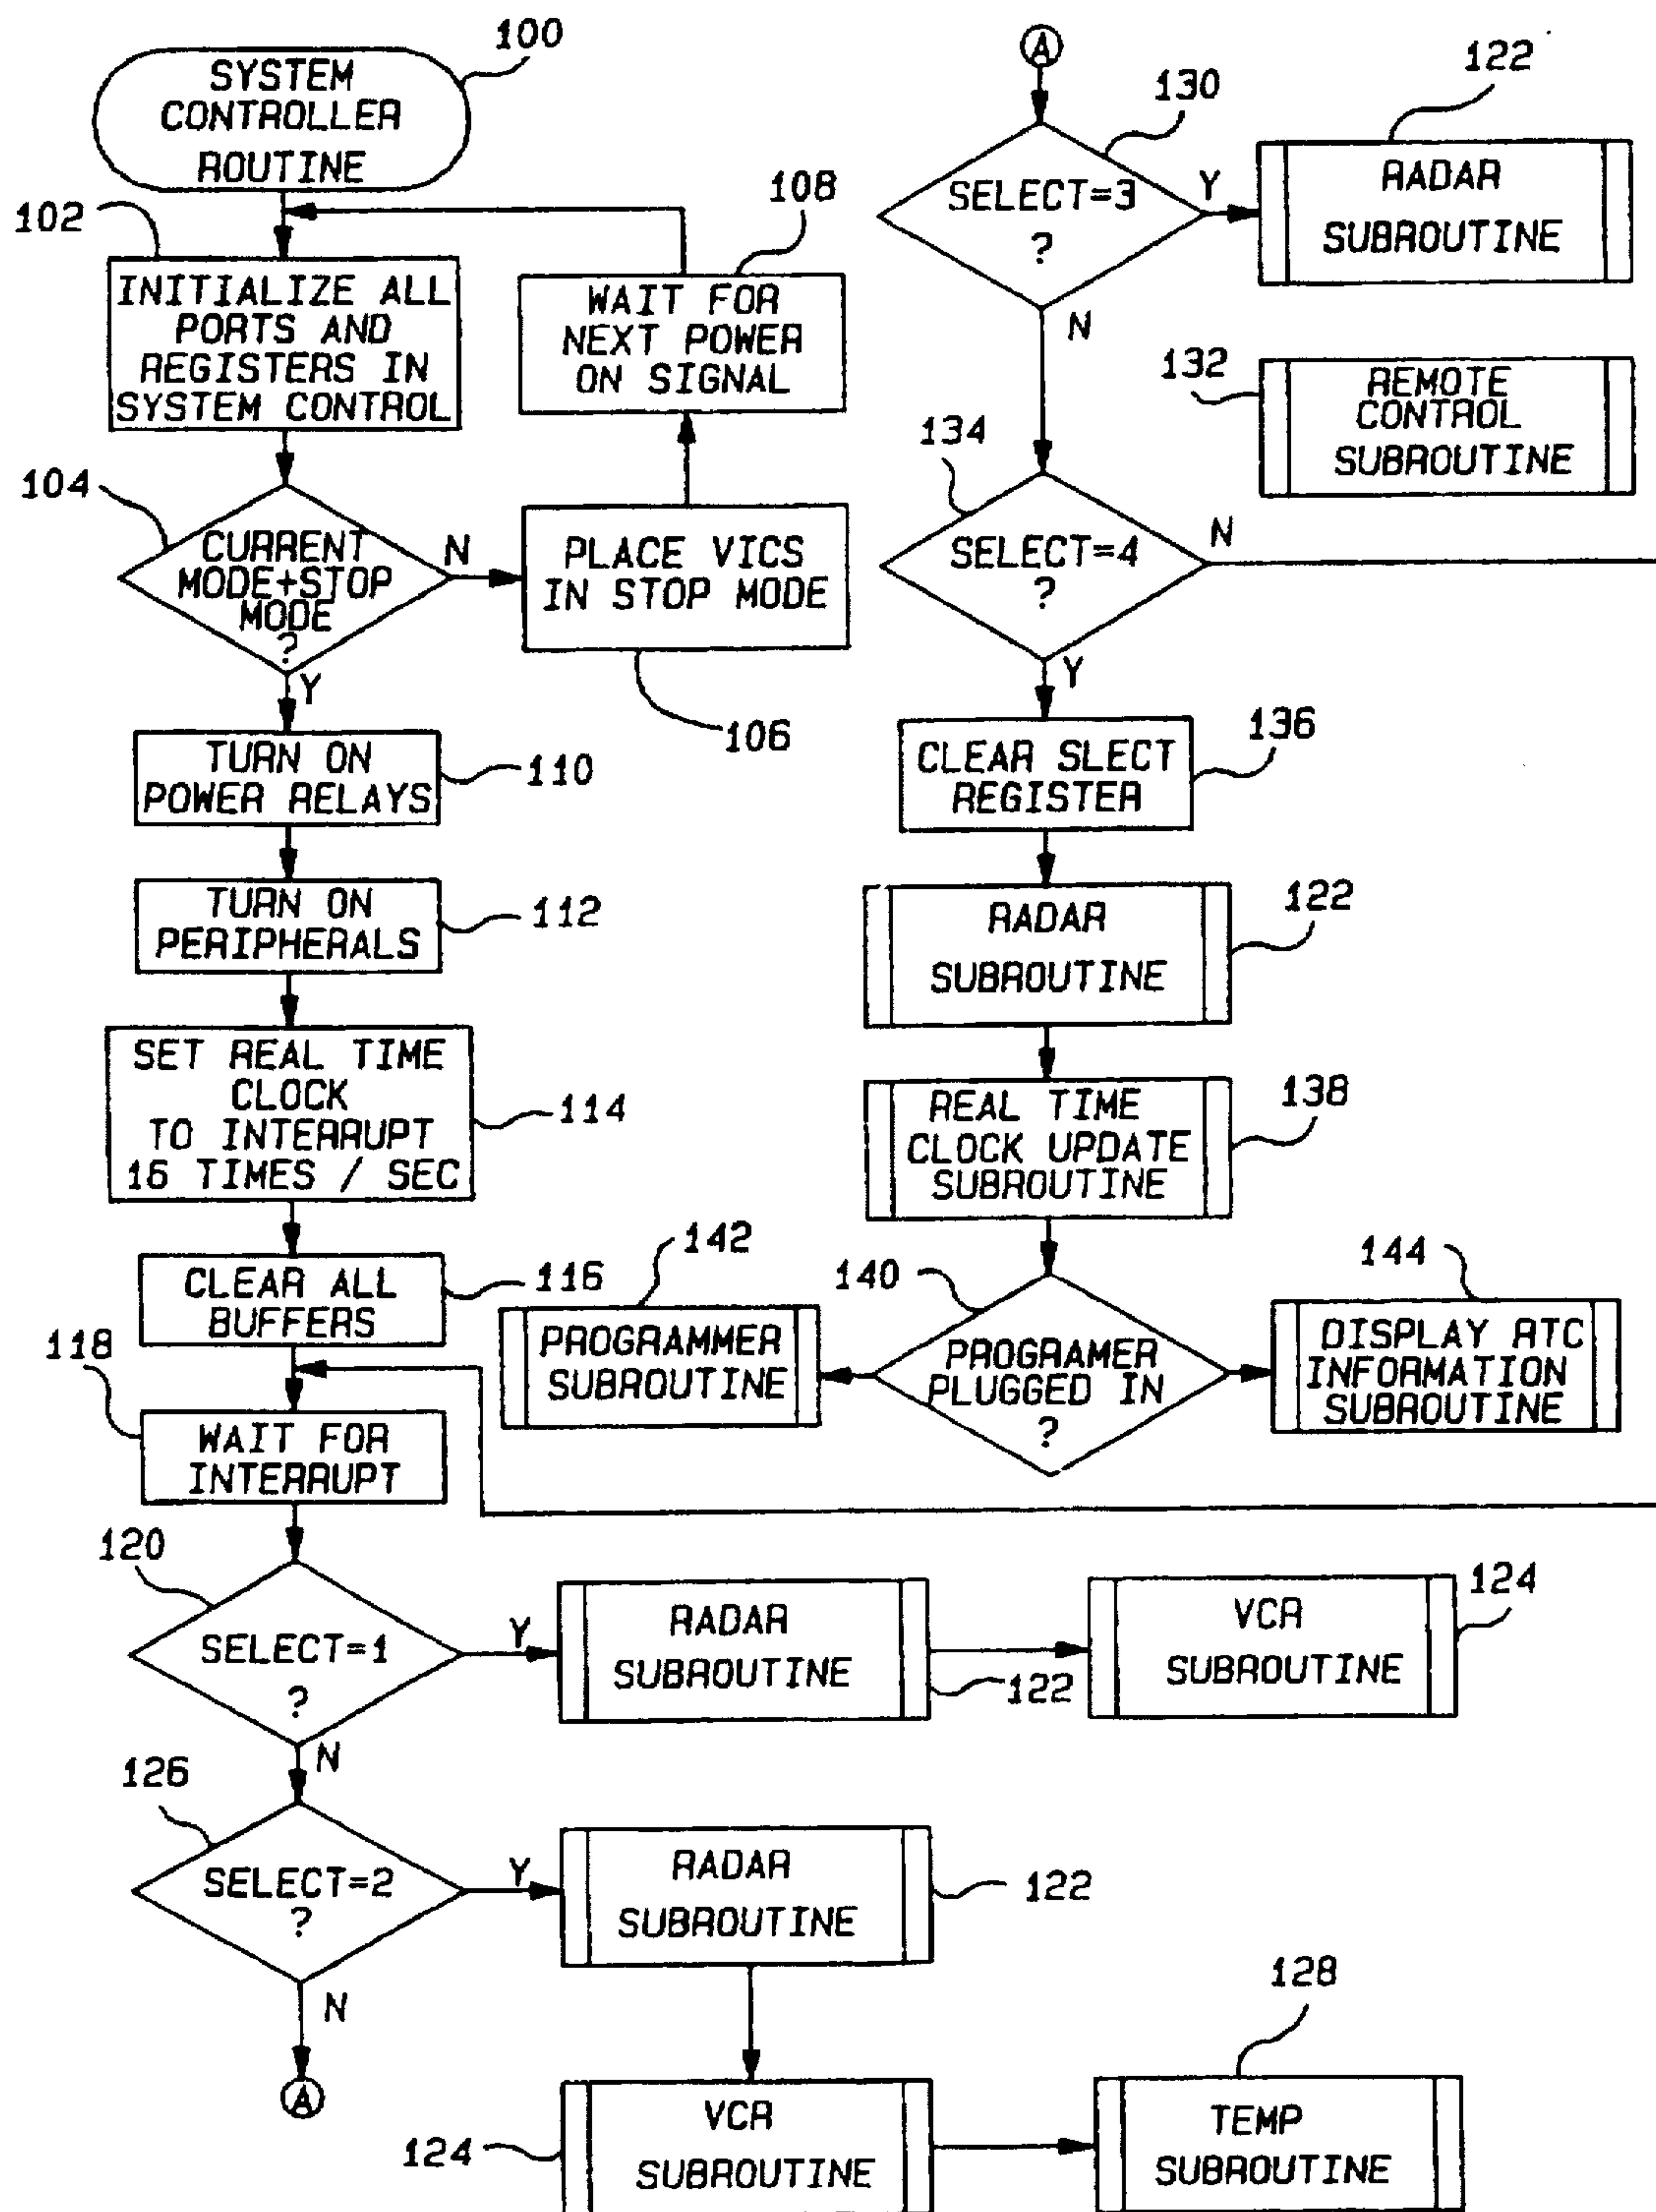 100
SYSTEM
CONTROLLER
ROUTINE
102
INITIALIZE ALL
PORTS AND
REGISTERS IN
SYSTEM CONTROL
108
WAIT FOR
NEXT POWER
ON SIGNAL
104
CURRENT
MODE+STOP
MODE
?
N
PLACE VICS
IN STOP MODE
106
Y
TURN ON
POWER RELAYS
110
TURN ON
PERIPHERALS
112
SET REAL TIME
CLOCK
TO INTERRUPT
16 TIMES / SEC
114
CLEAR ALL
BUFFERS
116
118
WAIT FOR
INTERRUPT
120
SELECT=1
?
Y
RADAR
SUBROUTINE
122
VCR
SUBROUTINE
124
N
126
SELECT=2
?
Y
RADAR
SUBROUTINE
122
N
A
124
VCR
SUBROUTINE
128
TEMP
SUBROUTINE
A
130
SELECT=3
?
Y
122
RADAR
SUBROUTINE
N
132
REMOTE
CONTROL
SUBROUTINE
134
SELECT=4
?
N
Y
CLEAR SLECT
REGISTER
136
RADAR
SUBROUTINE
122
REAL TIME
CLOCK UPDATE
SUBROUTINE
138
140
PROGRAMER
PLUGGED IN
?
142
PROGRAMMER
SUBROUTINE
144
DISPLAY RTC
INFORMATION
SUBROUTINE